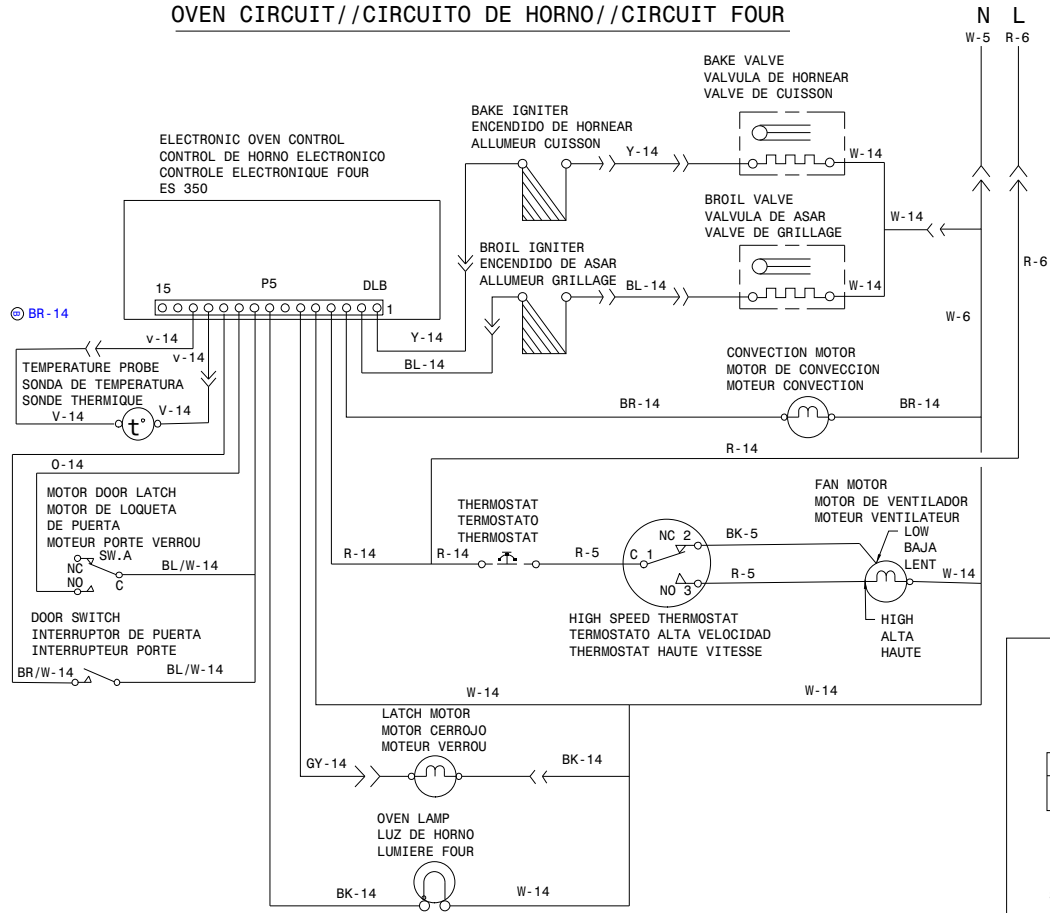 OVEN CIRCUIT//CIRCUITO DE HORNO//CIRCUIT FOUR
N L
W-5 R-6
BAKE VALVE
VALVULA DE HORNEAR
VALVE DE CUISSON
BAKE IGNITER
ENCENDIDO DE HORNEAR
ALLUMEUR CUISSON
Y-14
W-14
ELECTRONIC OVEN CONTROL
CONTROL DE HORNO ELECTRONICO
CONTROLE ELECTRONIQUE FOUR
ES 350
BROIL VALVE
VALVULA DE ASAR
VALVE DE GRILLAGE
W-14
BROIL IGNITER
ENCENDIDO DE ASAR
ALLUMEUR GRILLAGE
BL-14
W-14
R-6
15 P5 DLB
1
BR-14
W-6
v-14
v-14
Y-14
BL-14
TEMPERATURE PROBE
SONDA DE TEMPERATURA
SONDE THERMIQUE
V-14 V-14
t°
CONVECTION MOTOR
MOTOR DE CONVECCION
MOTEUR CONVECTION
BR-14 BR-14
R-14
O-14
MOTOR DOOR LATCH
MOTOR DE LOQUETA
DE PUERTA
MOTEUR PORTE VERROU
SW.A
NC
NO
C
BL/W-14
THERMOSTAT
TERMOSTATO
THERMOSTAT
R-14 R-14 R-5
C 1
NC 2
NO 3
BK-5
R-5
FAN MOTOR
MOTOR DE VENTILADOR
MOTEUR VENTILATEUR
LOW
BAJA
LENT
W-14
HIGH
ALTA
HAUTE
HIGH SPEED THERMOSTAT
TERMOSTATO ALTA VELOCIDAD
THERMOSTAT HAUTE VITESSE
DOOR SWITCH
INTERRUPTOR DE PUERTA
INTERRUPTEUR PORTE
BR/W-14 BL/W-14
W-14 W-14
LATCH MOTOR
MOTOR CERROJO
MOTEUR VERROU
GY-14 BK-14
OVEN LAMP
LUZ DE HORNO
LUMIERE FOUR
BK-14 W-14